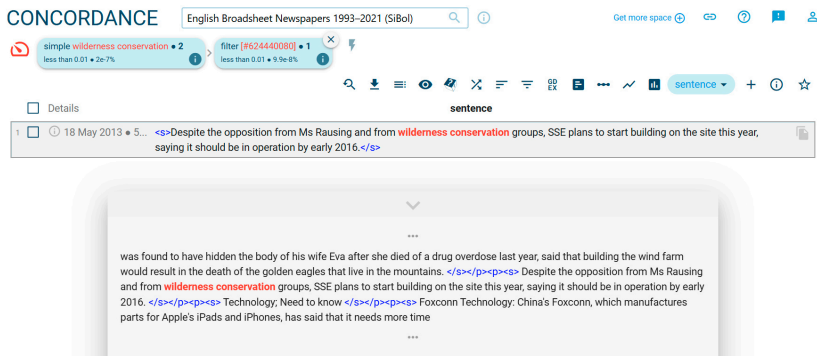 CONCORDANCE
English Broadsheet Newspapers 1993–2021 (SiBol)
Get more space
simple wilderness conservation ● 2
less than 0.01 ● 2e-7%
filter [#624440080] ● 1
less than 0.01 ● 9.9e-8%
GD
EX
sentence
Details
sentence
1 18 May 2013 ● 5...
<s>Despite the opposition from Ms Rausing and from wilderness conservation groups, SSE plans to start building on the site this year,
saying it should be in operation by early 2016.</s>
•••
was found to have hidden the body of his wife Eva after she died of a drug overdose last year, said that building the wind farm
would result in the death of the golden eagles that live in the mountains. </s></p><p><s> Despite the opposition from Ms Rausing
and from wilderness conservation groups, SSE plans to start building on the site this year, saying it should be in operation by early
2016. </s></p><p><s> Technology; Need to know </s></p><p><s> Foxconn Technology: China's Foxconn, which manufactures
parts for Apple's iPads and iPhones, has said that it needs more time
•••